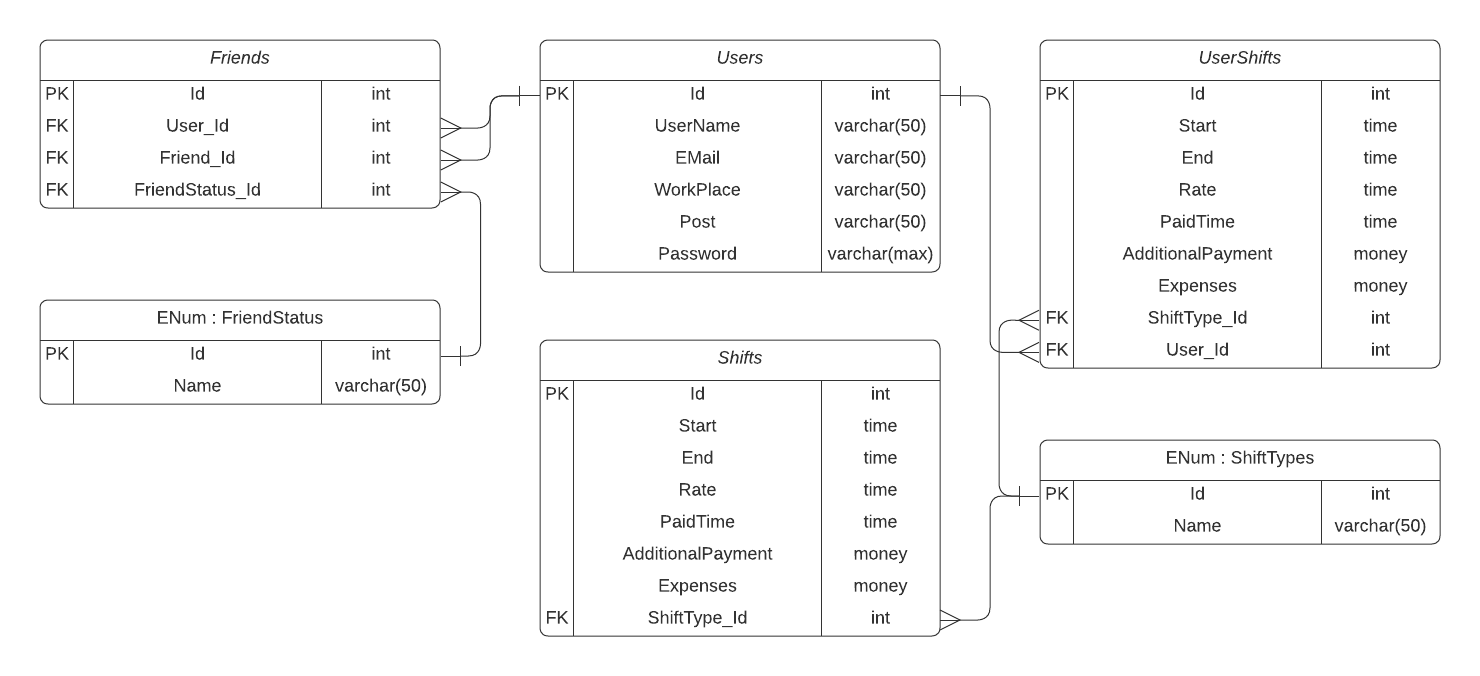 Friends
PK Id int
FK User_Id int
FK Friend_Id int
FK FriendStatus_Id int
ENum : FriendStatus
PK Id int
Name varchar(50)
Users
PK Id int
UserName varchar(50)
EMail varchar(50)
WorkPlace varchar(50)
Post varchar(50)
Password varchar(max)
Shifts
PK Id int
Start time
End time
Rate time
PaidTime time
AdditionalPayment money
Expenses money
FK ShiftType_Id int
UserShifts
PK Id int
Start time
End time
Rate time
PaidTime time
AdditionalPayment money
Expenses money
FK ShiftType_Id int
FK User_Id int
ENum : ShiftTypes
PK Id int
Name varchar(50)